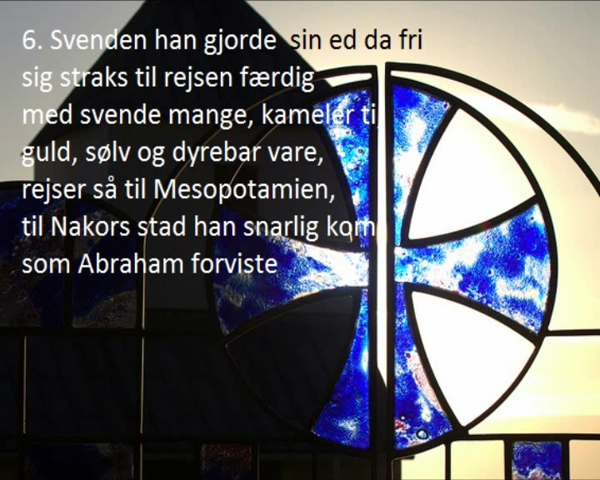 6. Svenden han gjorde sin ed da fri
sig straks til rejsen færdig
med svende mange, kameler ti,
guld, sølv og dyrebar vare,
rejser så til Mesopotamien,
til Nakors stad han snarlig kom
som Abraham forviste